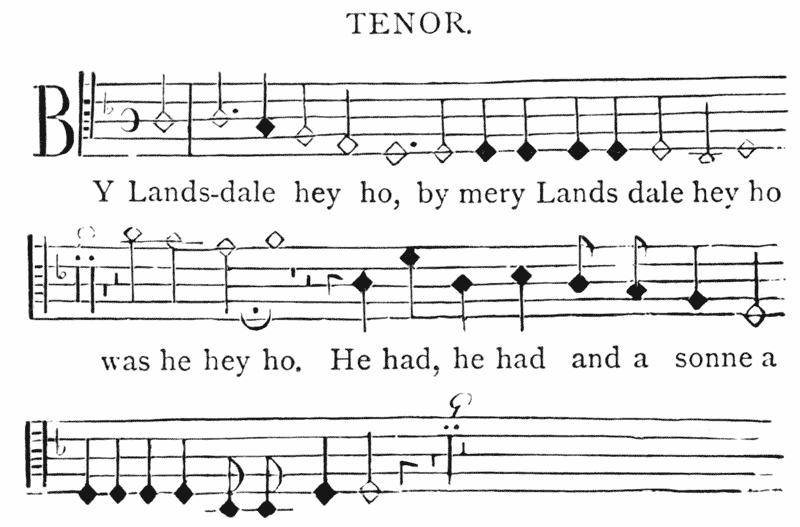 TENOR.
BY Lands-dale hey ho, by mery Lands dale hey ho
was he hey ho. He had, he had and a sonne a